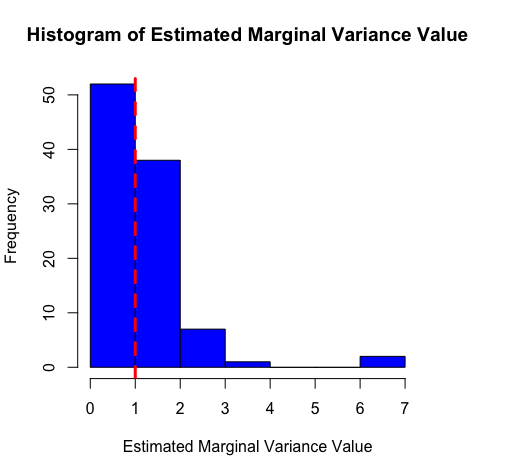 Histogram of Estimated Marginal Variance Value
Frequency
50
40
30
20
10
0
0 1 2 3 4 5 6 7
Estimated Marginal Variance Value